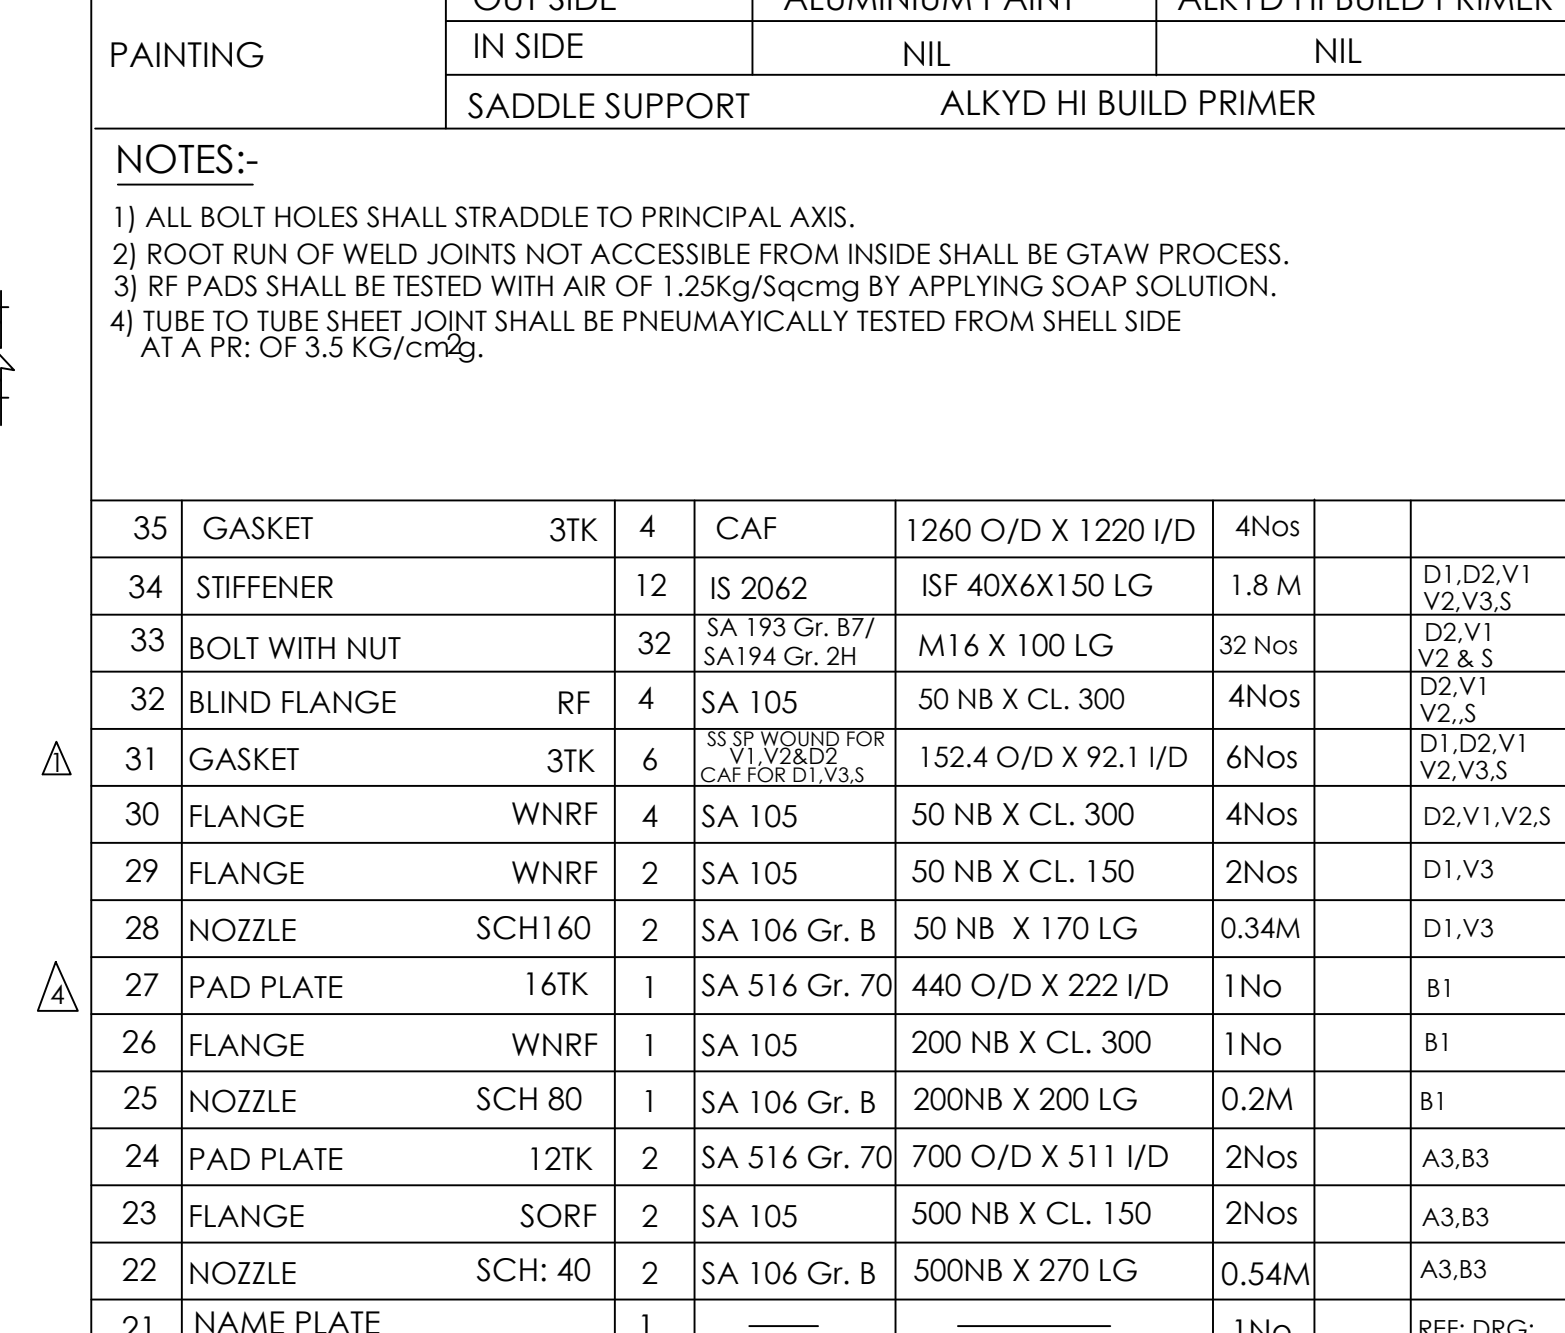 OUT SIDE ALUMINIUM PAINT ALKYD HI BUILD PRIMER
PAINTING IN SIDE NIL NIL
SADDLE SUPPORT ALKYD HI BUILD PRIMER
NOTES:-
1) ALL BOLT HOLES SHALL STRADDLE TO PRINCIPAL AXIS.
2) ROOT RUN OF WELD JOINTS NOT ACCESSIBLE FROM INSIDE SHALL BE GTAW PROCESS.
3) RF PADS SHALL BE TESTED WITH AIR OF 1.25Kg/Sqcmg BY APPLYING SOAP SOLUTION.
4) TUBE TO TUBE SHEET JOINT SHALL BE PNEUMAYICALLY TESTED FROM SHELL SIDE
AT A PR: OF 3.5 KG/cm2g.
35 GASKET 3TK 4 CAF 1260 O/D X 1220 I/D 4Nos
34 STIFFENER 12 IS 2062 ISF 40X6X150 LG 1.8 M D1,D2,V1
V2,V3,S
33 BOLT WITH NUT 32 SA 193 Gr. B7/
SA194 Gr. 2H M16 X 100 LG 32 Nos D2,V1
V2 & S
32 BLIND FLANGE RF 4 SA 105 50 NB X CL. 300 4Nos D2,V1
V2,,S
1 31 GASKET 3TK 6 SS SP WOUND FOR
V1,V2&D2
CAF FOR D1,V3,S 152.4 O/D X 92.1 I/D 6Nos D1,D2,V1
V2,V3,S
30 FLANGE WNRF 4 SA 105 50 NB X CL. 300 4Nos D2,V1,V2,S
29 FLANGE WNRF 2 SA 105 50 NB X CL. 150 2Nos D1,V3
28 NOZZLE SCH160 2 SA 106 Gr. B 50 NB X 170 LG 0.34M D1,V3
4 27 PAD PLATE 16TK 1 SA 516 Gr. 70 440 O/D X 222 I/D 1No B1
26 FLANGE WNRF 1 SA 105 200 NB X CL. 300 1No B1
25 NOZZLE SCH 80 1 SA 106 Gr. B 200NB X 200 LG 0.2M B1
24 PAD PLATE 12TK 2 SA 516 Gr. 70 700 O/D X 511 I/D 2Nos A3,B3
23 FLANGE SORF 2 SA 105 500 NB X CL. 150 2Nos A3,B3
22 NOZZLE SCH: 40 2 SA 106 Gr. B 500NB X 270 LG 0.54M A3,B3
21 NAME PLATE 1 1No REF: DRG: